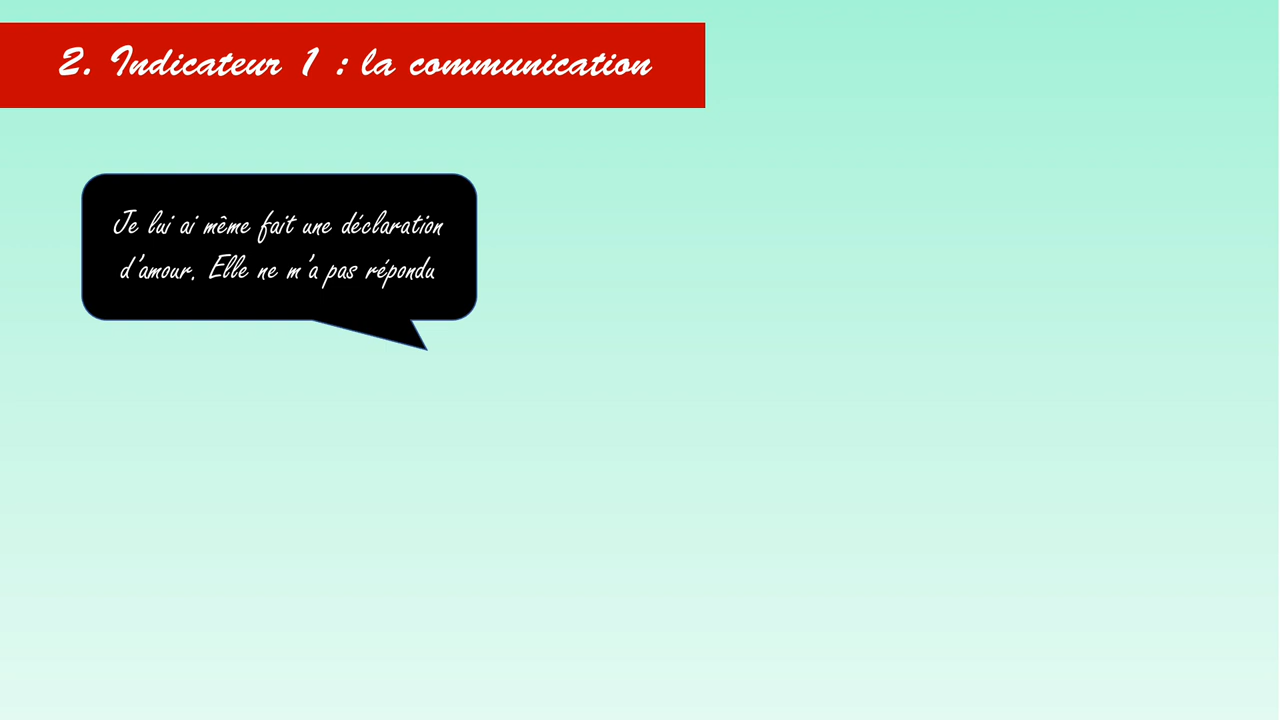 2. Indicateur 1 : la communication
Je lui ai même fait une déclaration
d'amour. Elle ne m'a pas répondu